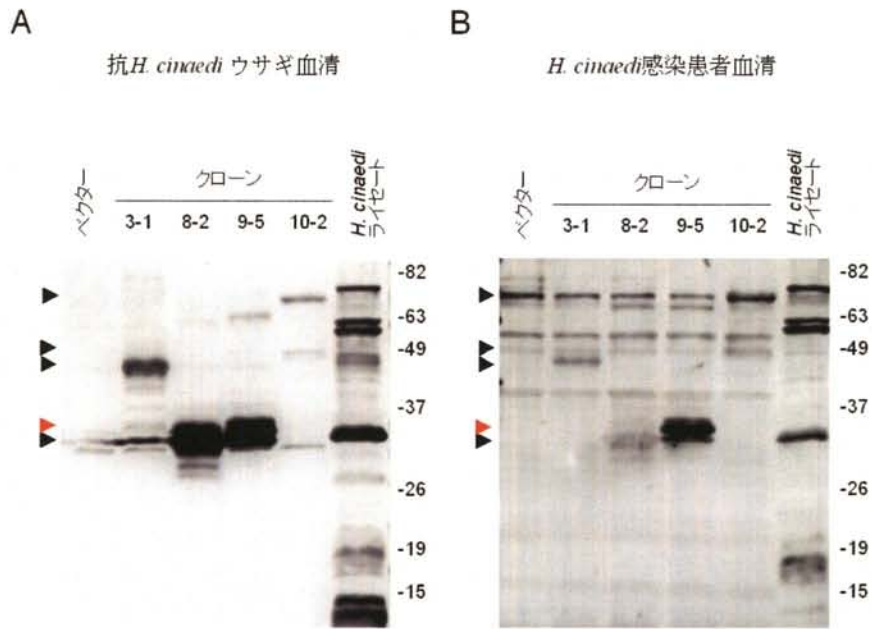 A
抗H. cinaedi ウサギ血清
ベクター
クローン
3-1 8-2 9-5 10-2
H. cinaedi
ライセート
-82
-63
-49
-37
-26
-19
-15
B
H. cinaedi感染患者血清
ベクター
クローン
3-1 8-2 9-5 10-2
H. cinaedi
ライセート
-82
-63
-49
-37
-26
-19
-15